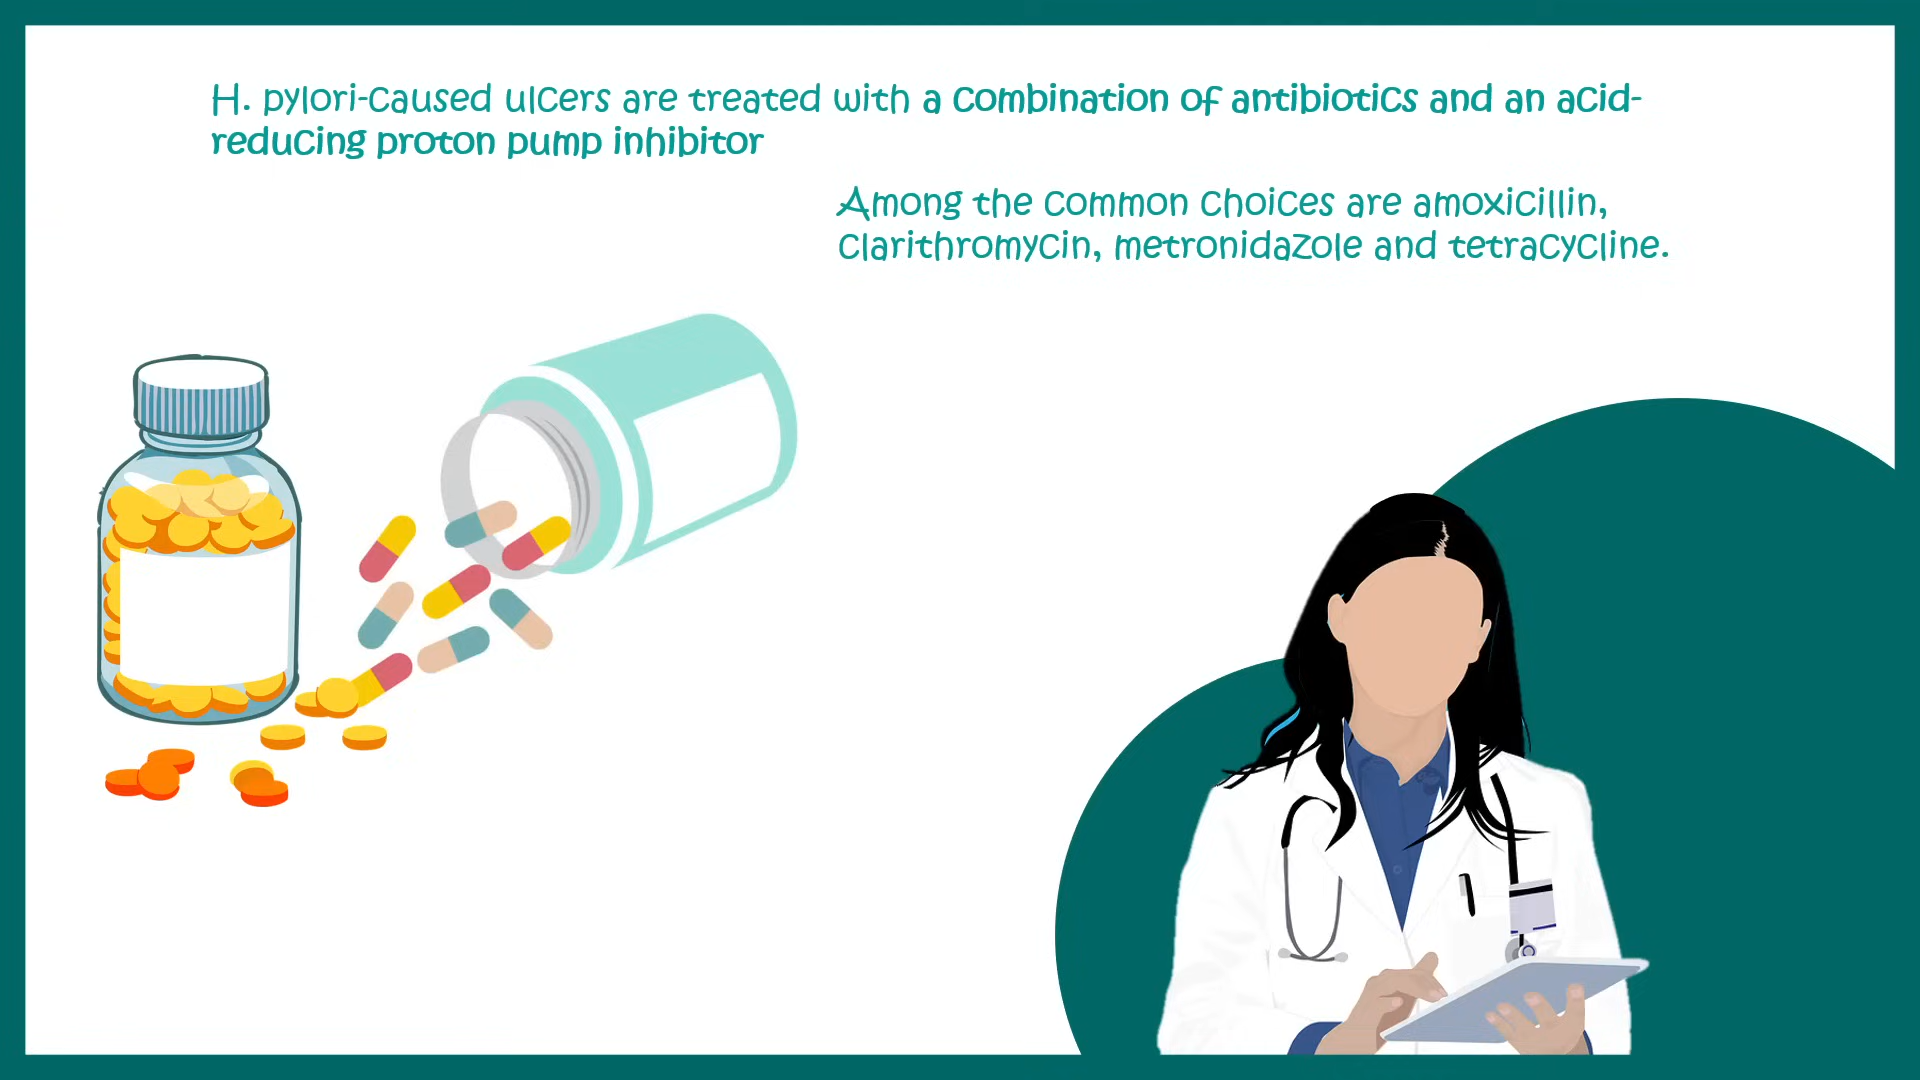 H. pylori-caused ulcers are treated with a combination of antibiotics and an acid-
reducing proton pump inhibitor
Among the common choices are amoxicillin,
clarithromycin, metronidazole and tetracycline.